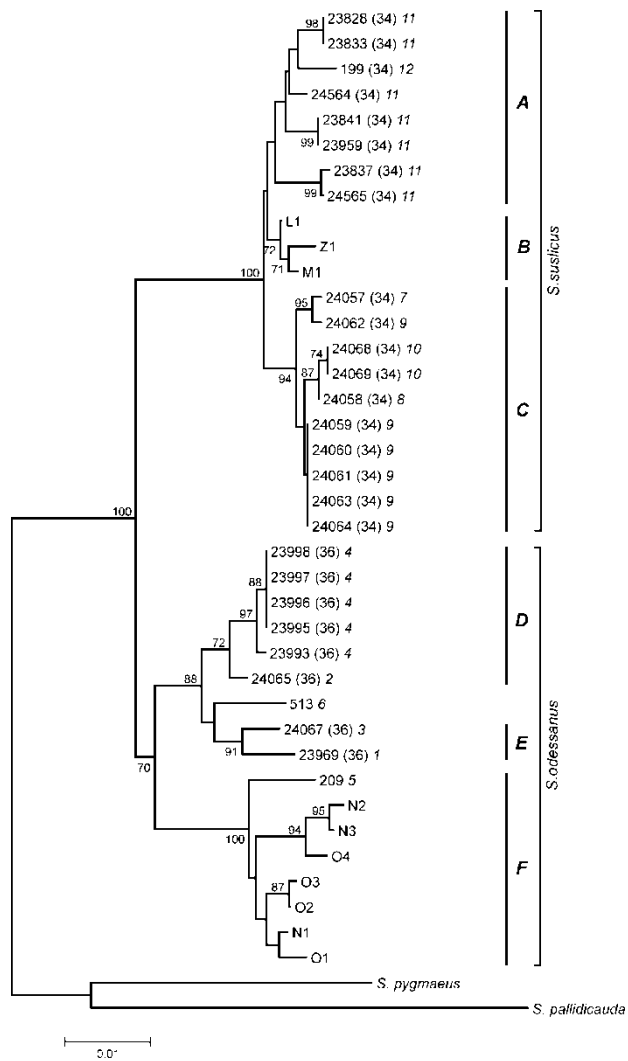 98
23828 (34) 11
23833 (34) 11
199 (34) 12
24564 (34) 11
A
23841 (34) 11
99
23959 (34) 11
23837 (34) 11
99
24565 (34) 11
L1
72
Z1
B
71
M1
100
S.suslicus
95
24057 (34) 7
24062 (34) 9
74
24068 (34) 10
94
87
24069 (34) 10
24058 (34) 8
C
24059 (34) 9
24060 (34) 9
24061 (34) 9
24063 (34) 9
24064 (34) 9
100
23998 (36) 4
88
23997 (36) 4
23996 (36) 4
97
23995 (36) 4
D
72
23993 (36) 4
88
24065 (36) 2
513 6
24067 (36) 3
91
23969 (36) 1
E
S.odessanus
70
209 5
95
N2
100
94
N3
O4
F
87
O3
O2
N1
O1
S. pygmaeus
S. pallidicauda
0.01